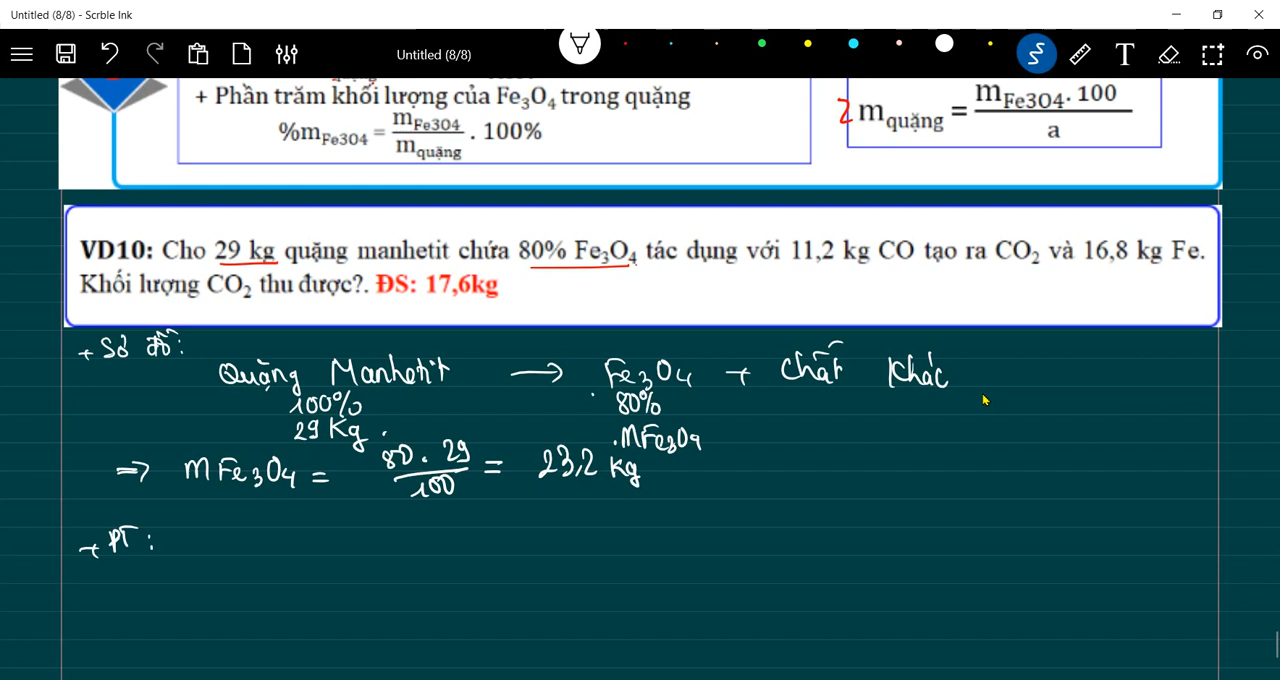 Untitled (8/8) - Scrble Ink
Untitled (8/8)
T
+ Phần trăm khối lượng của Fe₃O₄ trong quặng
%mFe3O4 = mFe3O4 / mquặng . 100%
2 mquặng = mFe3O4 . 100 / a
VD10: Cho 29 kg quặng manhetit chứa 80% Fe₃O₄ tác dụng với 11,2 kg CO tạo ra CO₂ và 16,8 kg Fe.
Khối lượng CO₂ thu được?. ĐS: 17,6kg
+ Sơ đồ:
Quặng Manhetit ⟶ Fe₃O₄ + Chất Khác
100% 80%
29 Kg mFe₃O₄
=> mFe₃O₄ = 80 . 29 / 100 = 23,2 kg
+ PT :